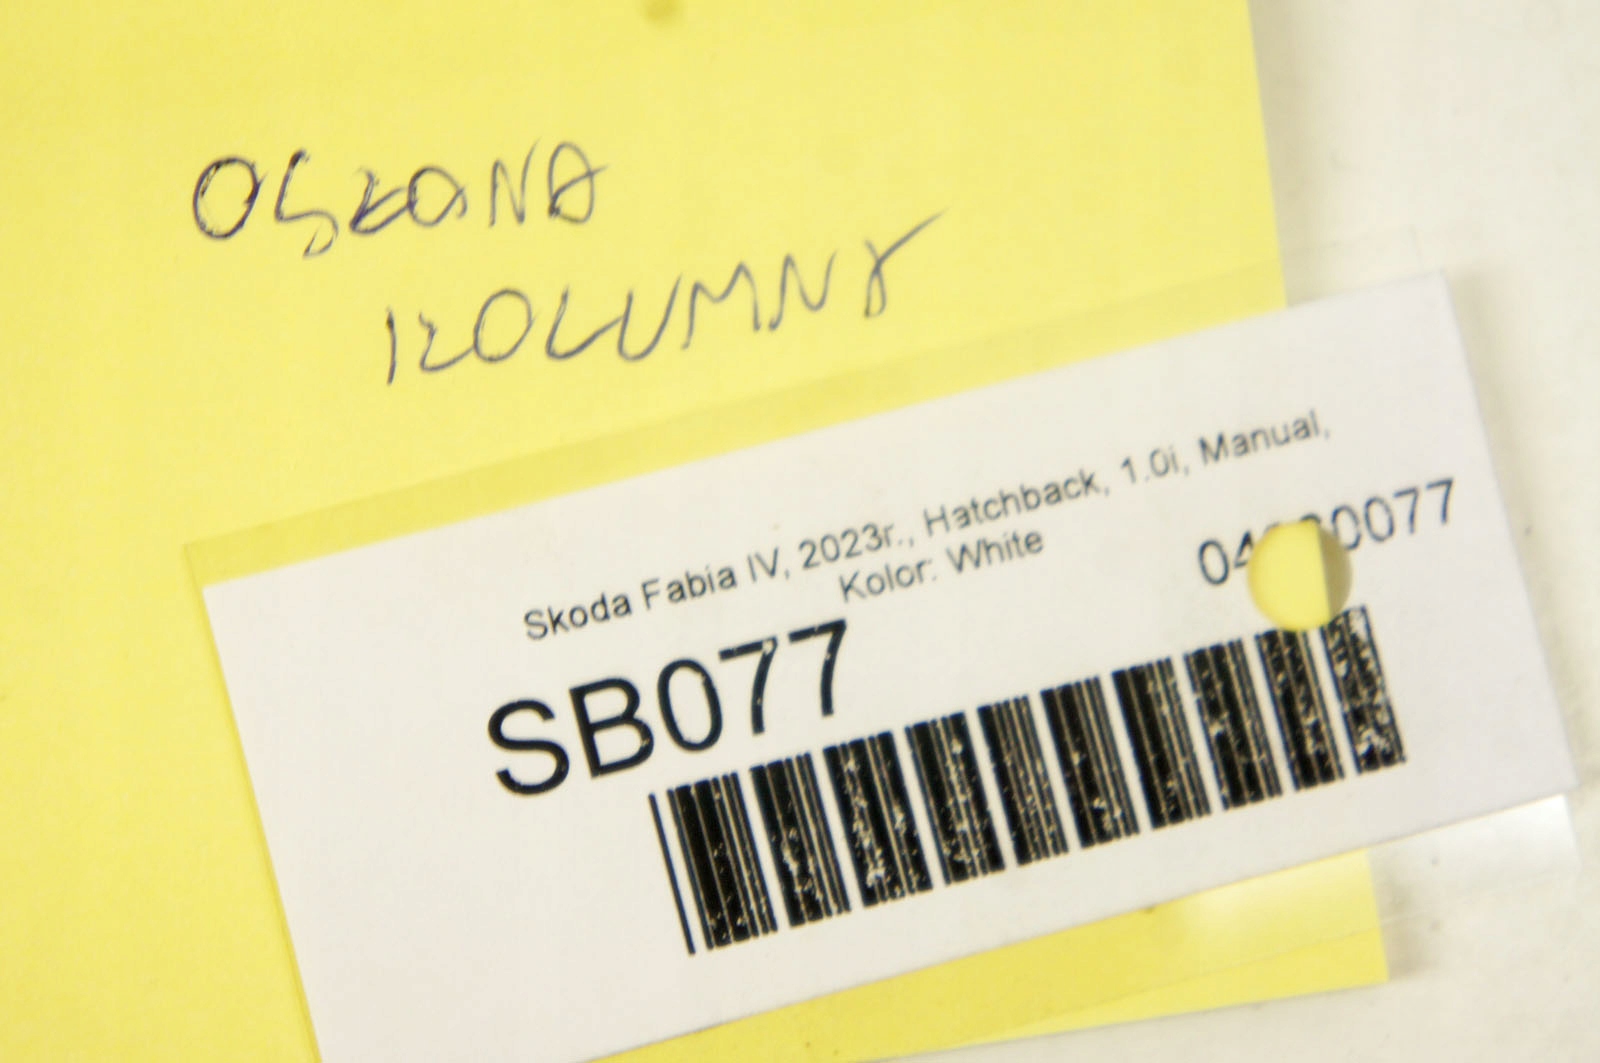 OSŁONA
KOLUMNY
Skoda Fabia IV, 2023r., Hatchback, 1.0i, Manual,
Kolor: White
SB077